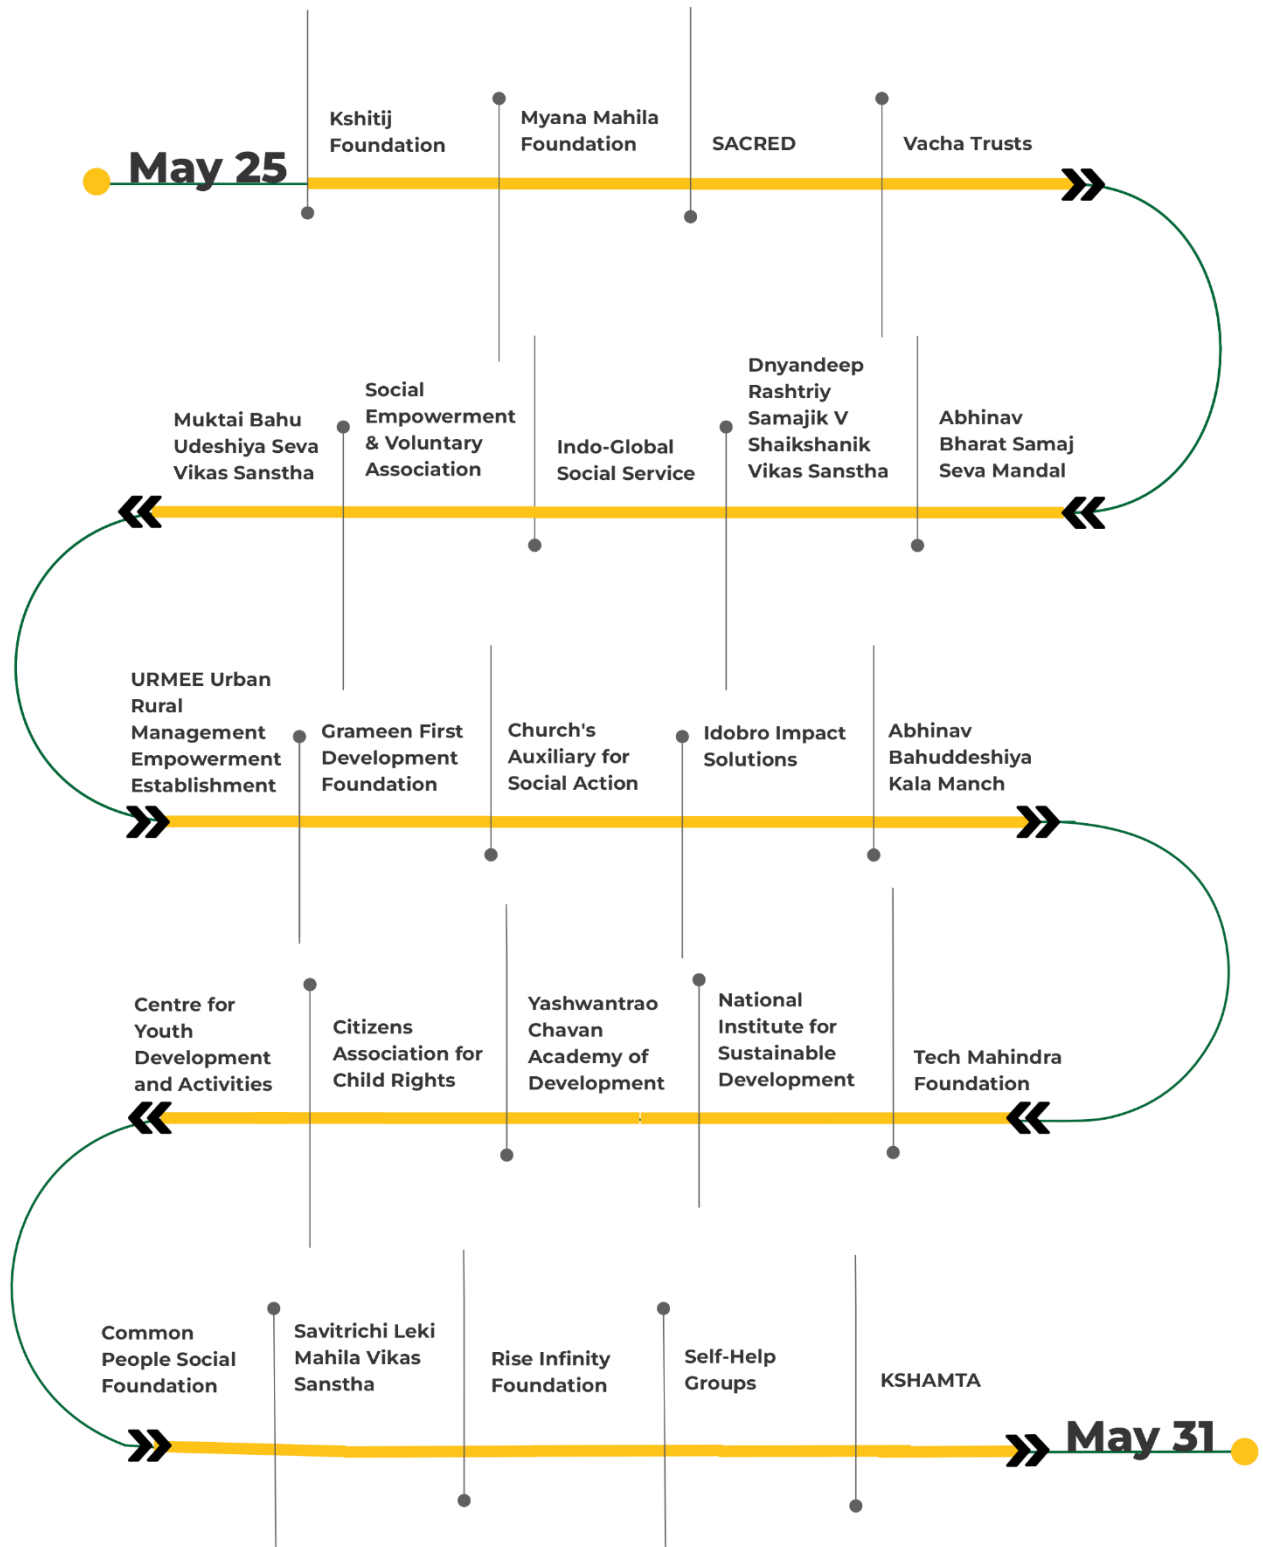 May 25
Kshitij
Foundation
Myana Mahila
Foundation
SACRED
Vacha Trusts
Muktai Bahu
Udeshiya Seva
Vikas Sanstha
Social
Empowerment
& Voluntary
Association
Indo-Global
Social Service
Dnyandeep
Rashtriy
Samajik V
Shaikshanik
Vikas Sanstha
Abhinav
Bharat Samaj
Seva Mandal
URMEE Urban
Rural
Management
Empowerment
Establishment
Grameen First
Development
Foundation
Church's
Auxiliary for
Social Action
Idobro Impact
Solutions
Abhinav
Bahuddeshiya
Kala Manch
Centre for
Youth
Development
and Activities
Citizens
Association for
Child Rights
Yashwantrao
Chavan
Academy of
Development
National
Institute for
Sustainable
Development
Tech Mahindra
Foundation
Common
People Social
Foundation
Savitrichi Leki
Mahila Vikas
Sanstha
Rise Infinity
Foundation
Self-Help
Groups
KSHAMTA
May 31